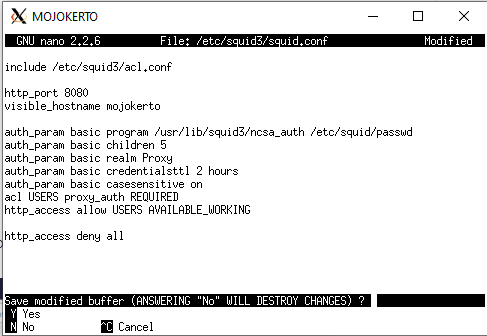 MOJOKERTO
GNU nano 2.2.6 File: /etc/squid3/squid.conf Modified
include /etc/squid3/acl.conf
http_port 8080
visible_hostname mojokerto
auth_param basic program /usr/lib/squid3/ncsa_auth /etc/squid/passwd
auth_param basic children 5
auth_param basic realm Proxy
auth_param basic credentialsttl 2 hours
auth_param basic casesensitive on
acl USERS proxy_auth REQUIRED
http_access allow USERS AVAILABLE_WORKING
http_access deny all
Save modified buffer (ANSWERING "No" WILL DESTROY CHANGES) ?
Y Yes
N No ^C Cancel